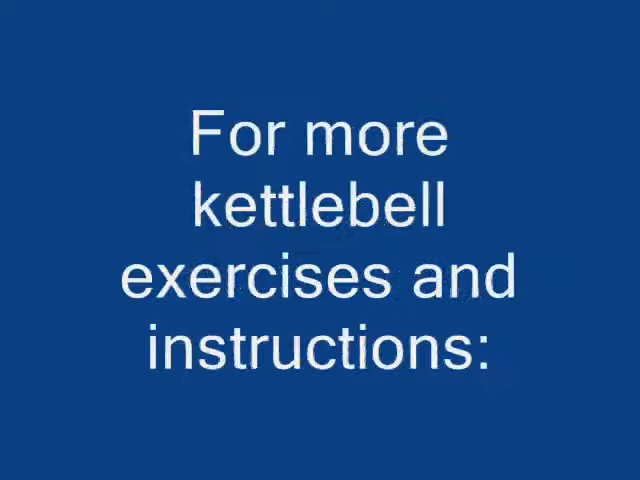 For more
kettlebell
exercises and
instructions: